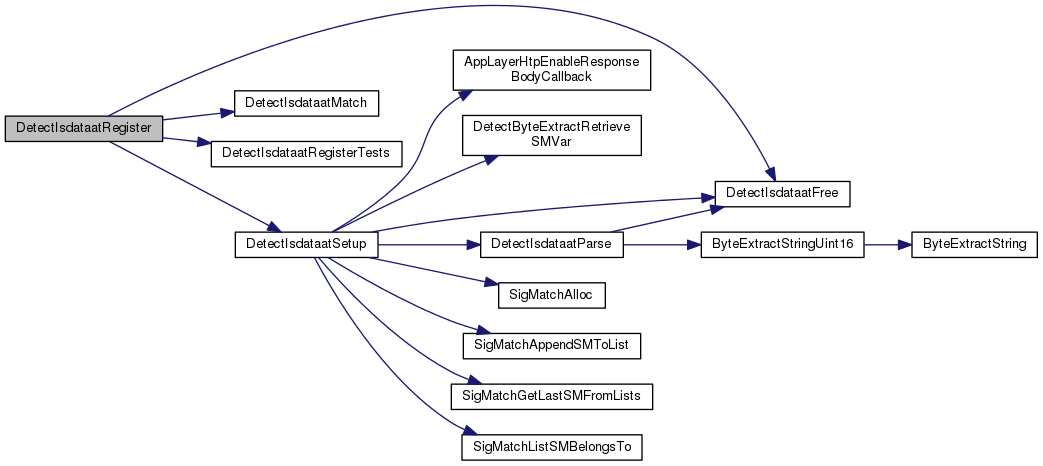 DetectIsdataatRegister
DetectIsdataatMatch
DetectIsdataatRegisterTests
DetectIsdataatSetup
AppLayerHtpEnableResponse
BodyCallback
DetectByteExtractRetrieve
SMVar
DetectIsdataatFree
DetectIsdataatParse
ByteExtractStringUint16
ByteExtractString
SigMatchAlloc
SigMatchAppendSMToList
SigMatchGetLastSMFromLists
SigMatchListSMBelongsTo